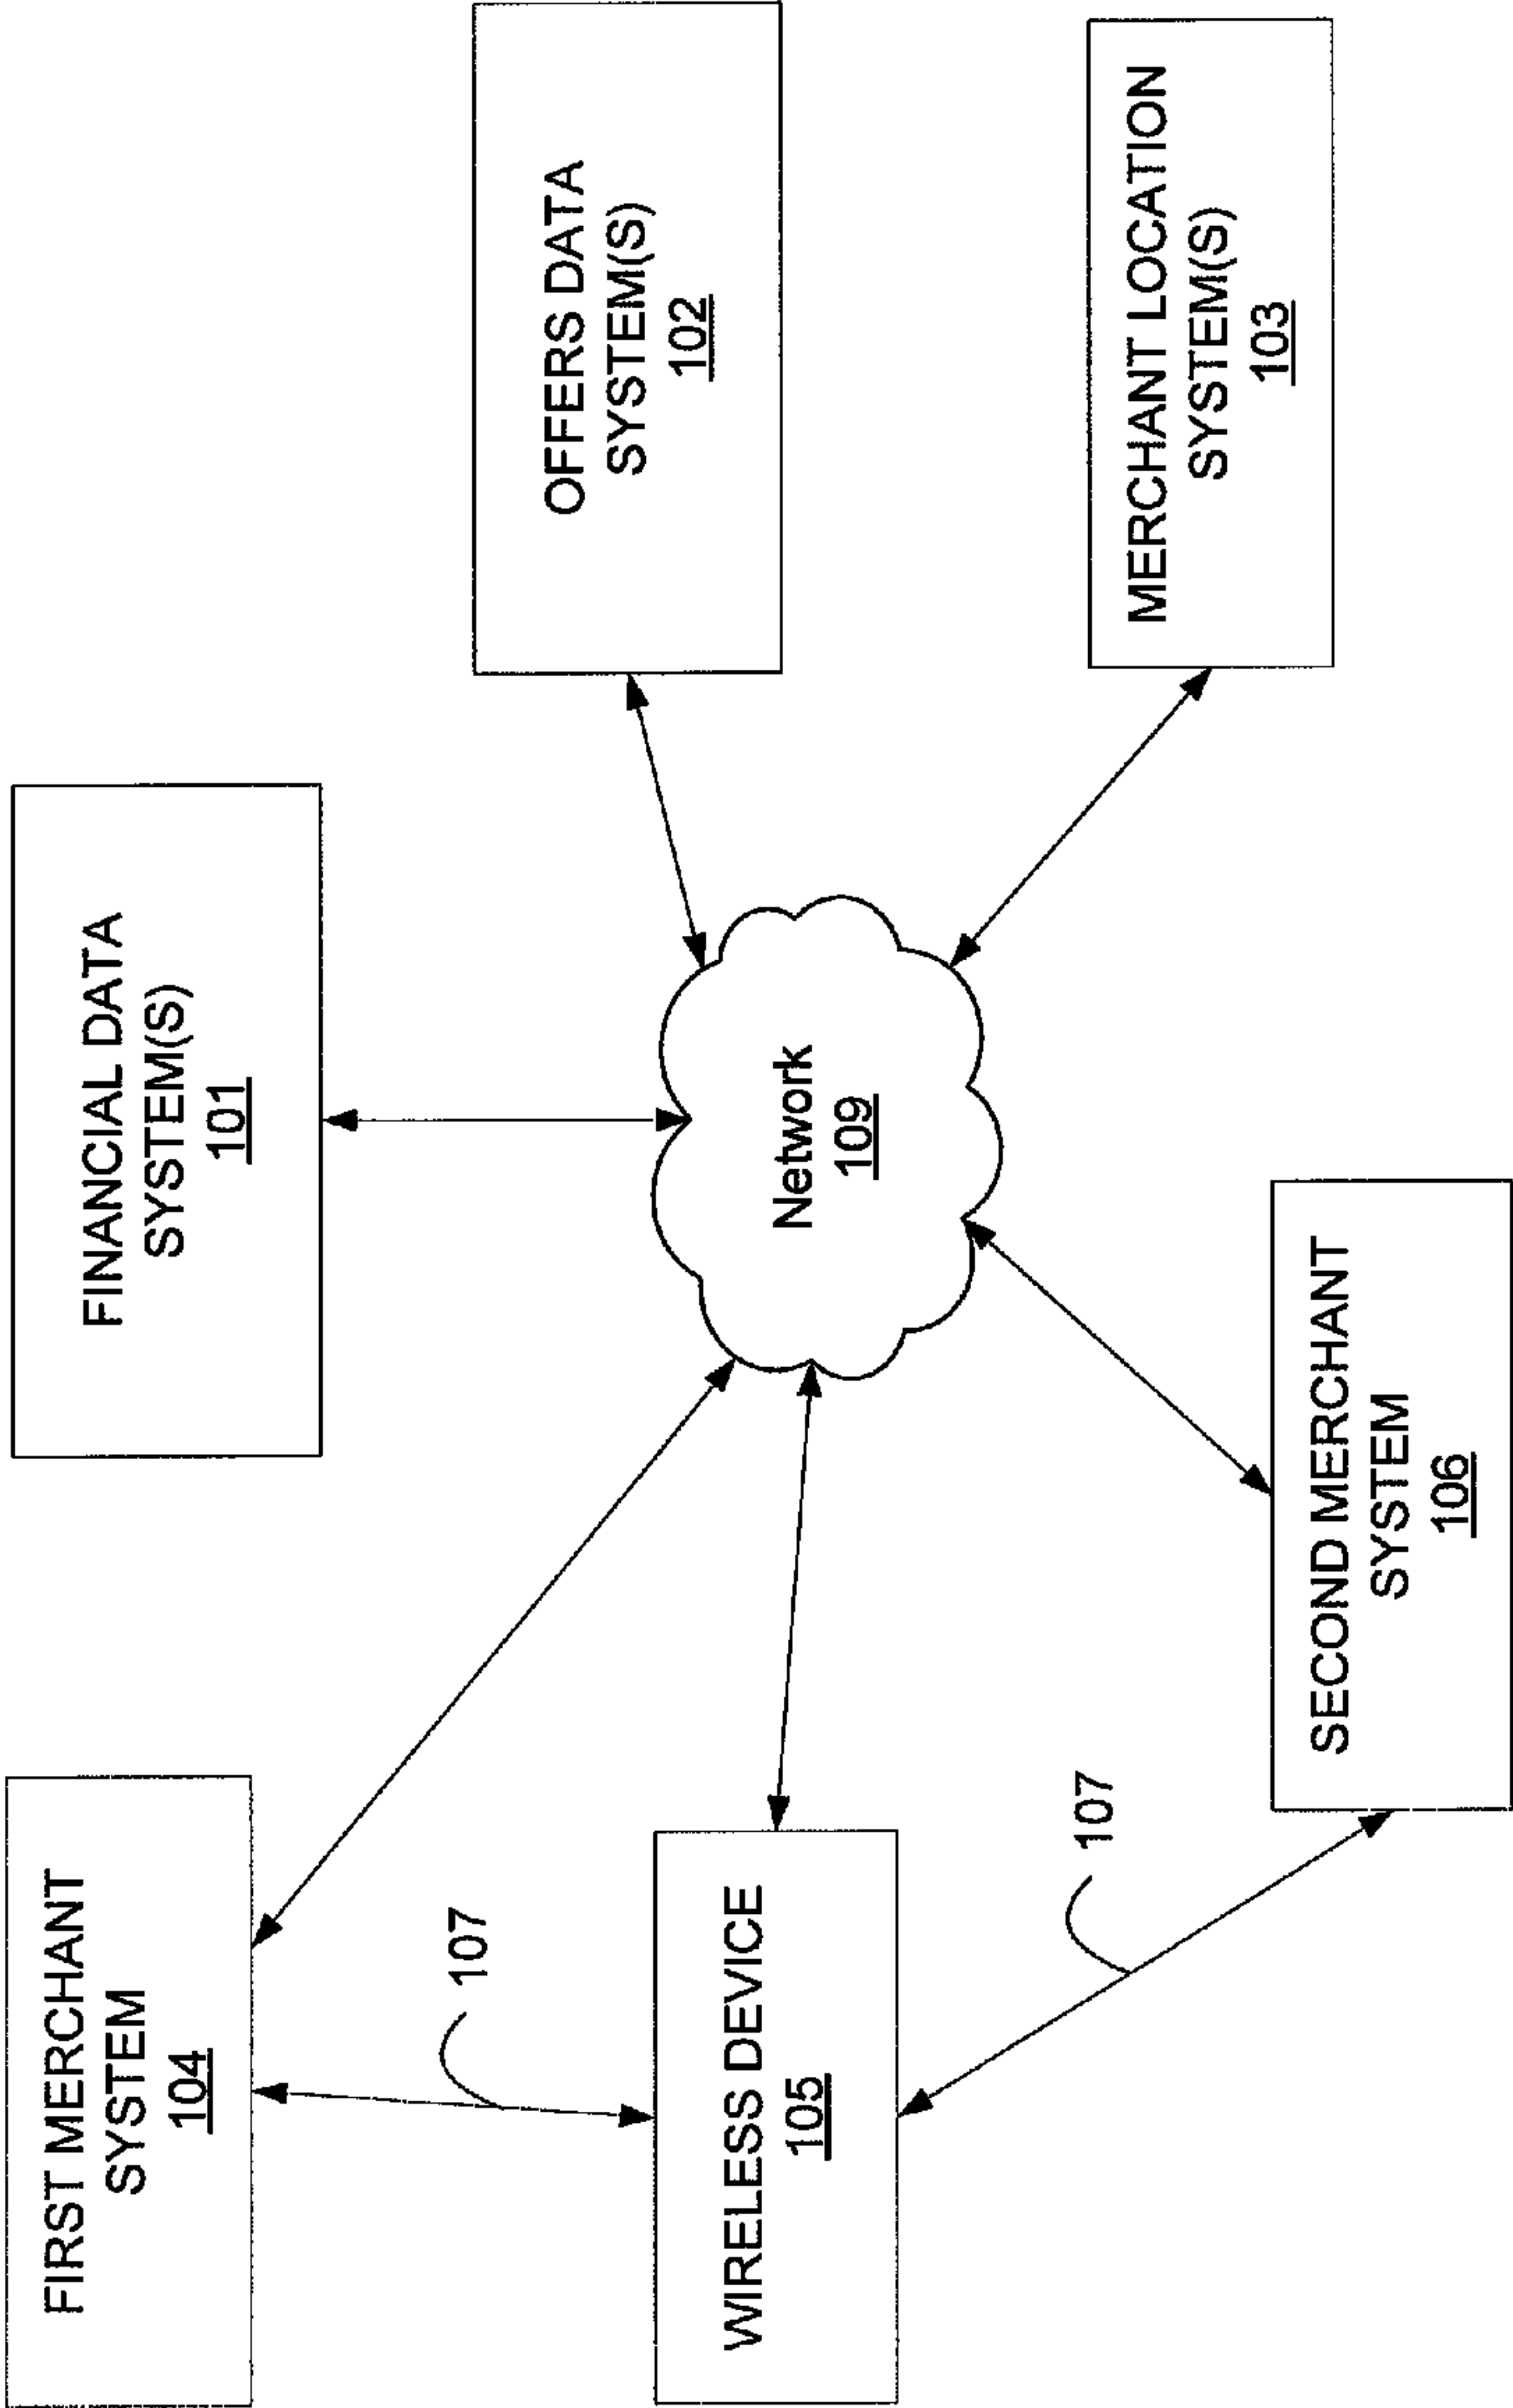 FINANCIAL DATA
SYSTEM(S)
101
FIRST MERCHANT
SYSTEM
104
OFFERS DATA
SYSTEM(S)
102
107
Network
109
WIRELESS DEVICE
105
107
MERCHANT LOCATION
SYSTEM(S)
103
SECOND MERCHANT
SYSTEM
106